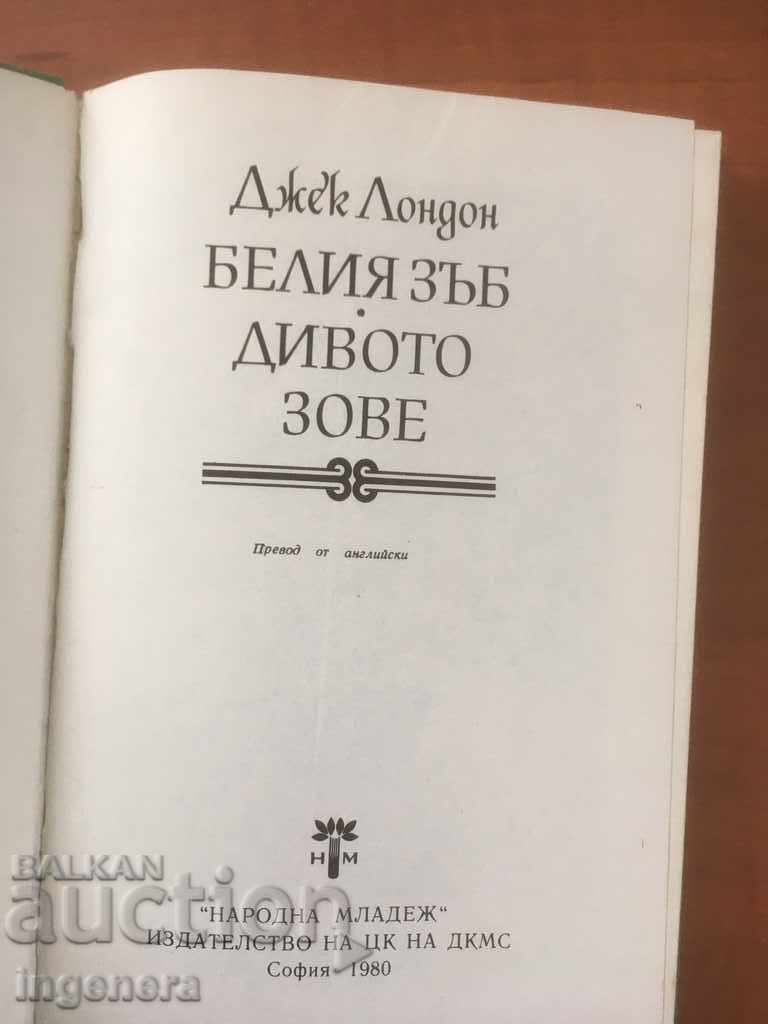 Джек Лондон
БЕЛИЯ ЗЪБ
·
ДИВОТО
ЗОВЕ
Превод от английски
Н М
"НАРОДНА МЛАДЕЖ"
ИЗДАТЕЛСТВО НА ЦК НА ДКМС
София 1980
BALKAN
auction
ingenera